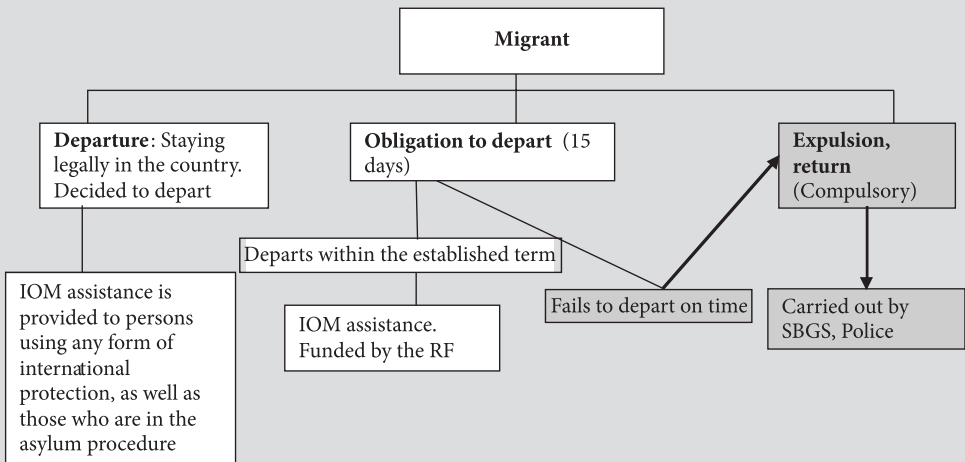 Migrant
Departure: Staying
legally in the country.
Decided to depart
Obligation to depart (15
days)
Expulsion,
return
(Compulsory)
Departs within the established term
IOM assistance is
provided to persons
using any form of
international
protection, as well as
those who are in the
asylum procedure
IOM assistance.
Funded by the RF
Fails to depart on time
Carried out by
SBGS, Police